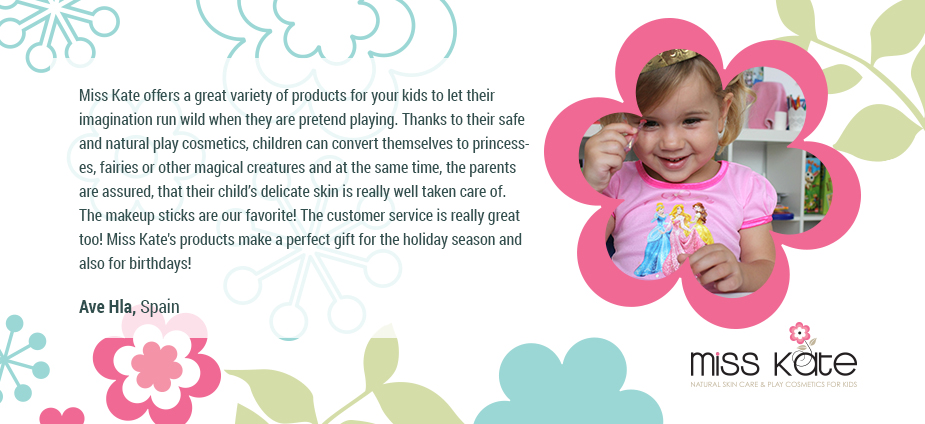 Miss Kate offers a great variety of products for your kids to let their
imagination run wild when they are pretend playing. Thanks to their safe
and natural play cosmetics, children can convert themselves to princess-
es, fairies or other magical creatures and at the same time, the parents
are assured, that their child’s delicate skin is really well taken care of.
The makeup sticks are our favorite! The customer service is really great
too! Miss Kate’s products make a perfect gift for the holiday season and
also for birthdays!
Ave Hla, Spain
miss kate
NATURAL SKIN CARE & PLAY COSMETICS FOR KIDS